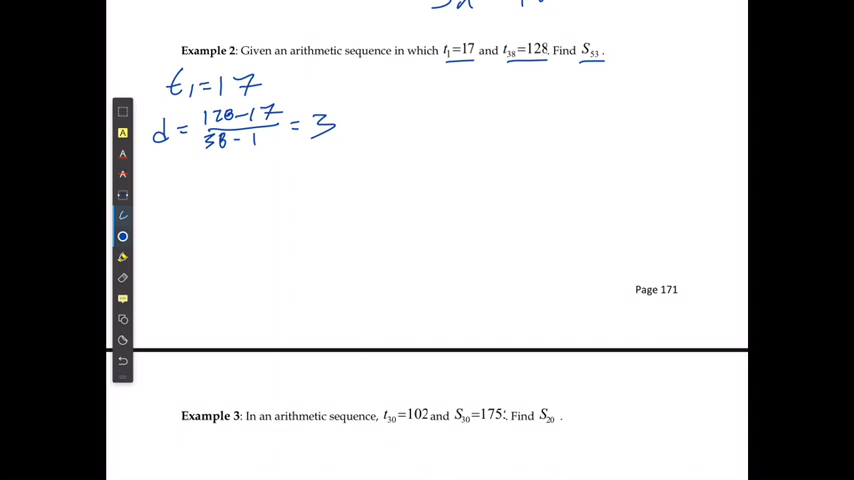 Example 2: Given an arithmetic sequence in which t₁=17 and t₃₈=128. Find S₅₃ .
t₁=17
d = (128-17)/(38-1) = 3
Page 171
Example 3: In an arithmetic sequence, t₃₀=102 and S₃₀=175 . Find S₂₀ .